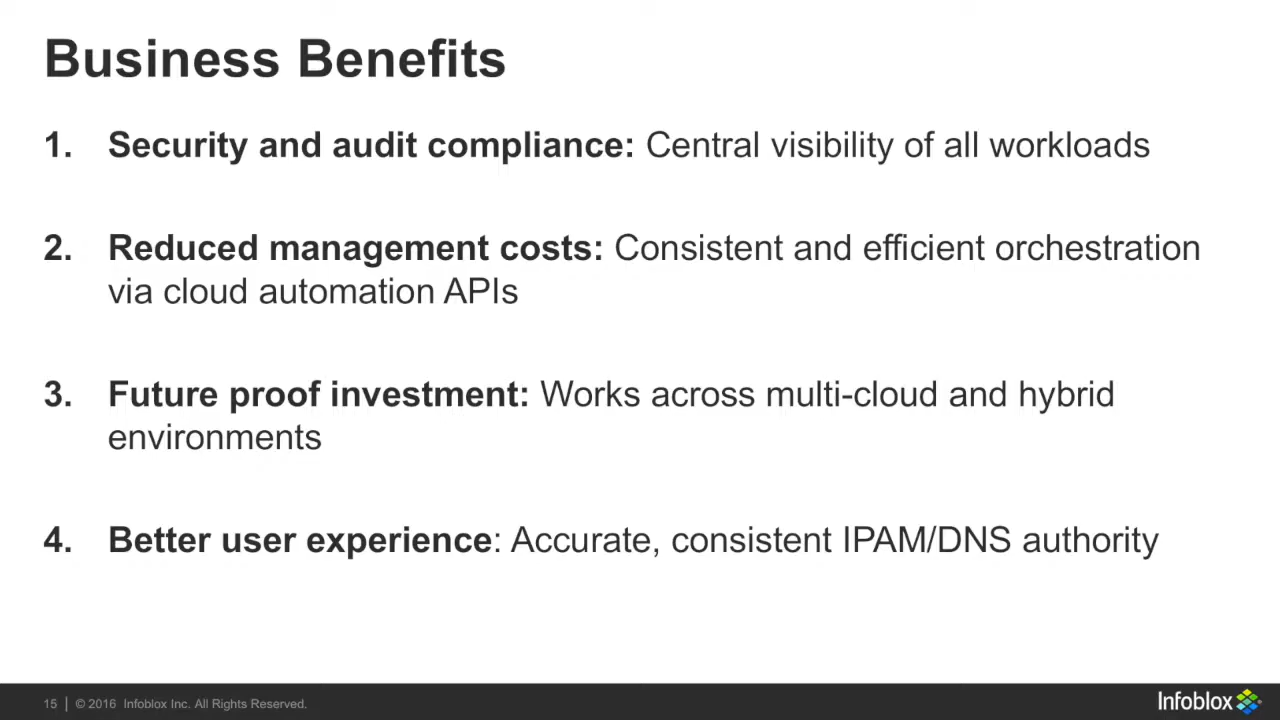 Business Benefits
1. Security and audit compliance: Central visibility of all workloads
2. Reduced management costs: Consistent and efficient orchestration
via cloud automation APIs
3. Future proof investment: Works across multi-cloud and hybrid
environments
4. Better user experience: Accurate, consistent IPAM/DNS authority
15 | © 2016 Infoblox Inc. All Rights Reserved.
Infoblox